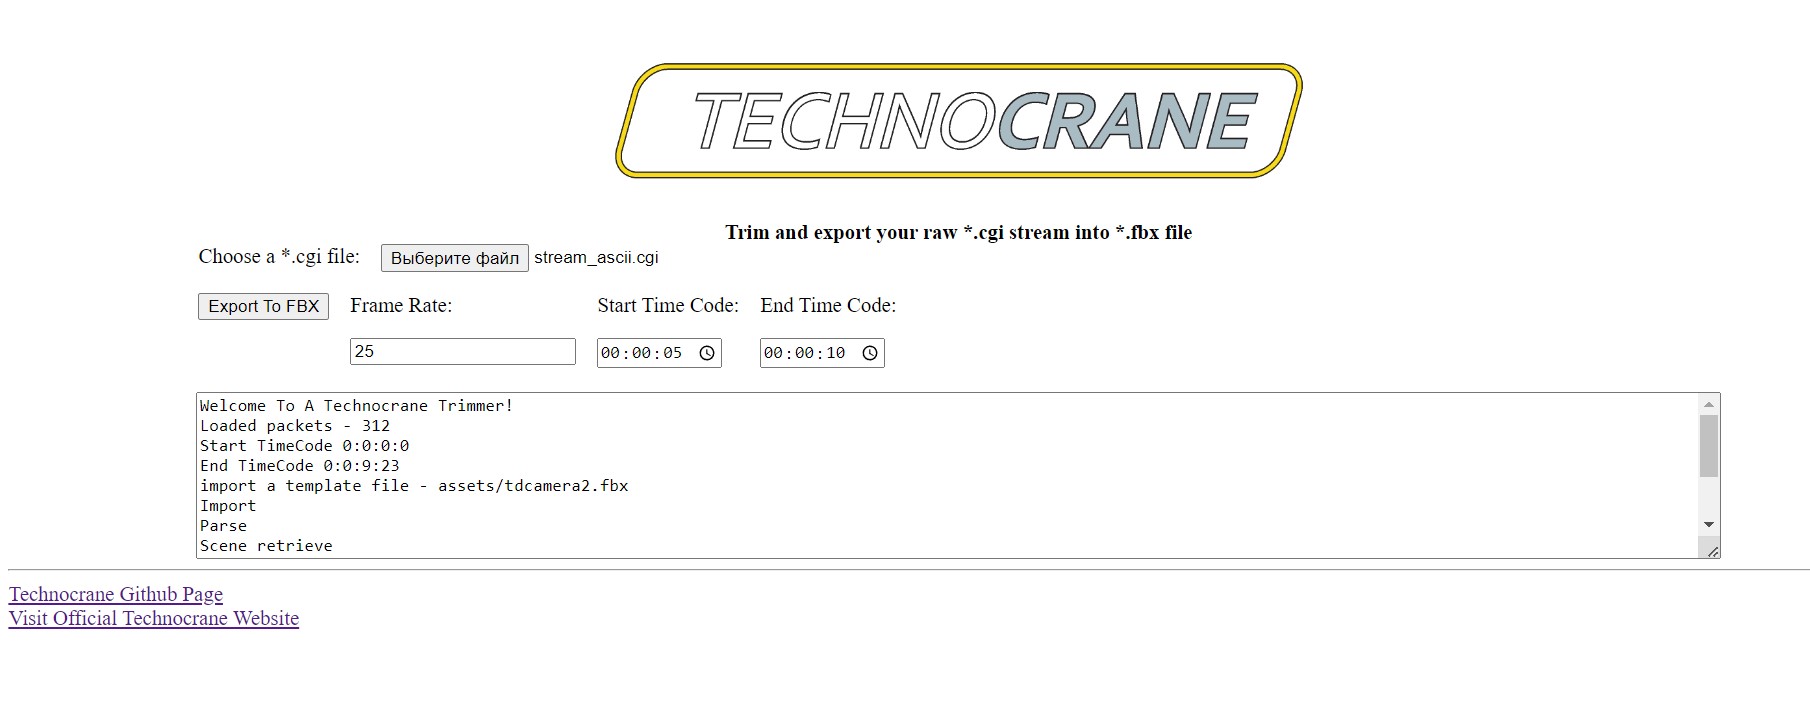 TECHNOCRANE
Trim and export your raw *.cgi stream into *.fbx file
Choose a *.cgi file: Выберите файл stream_ascii.cgi
Export To FBX Frame Rate: Start Time Code: End Time Code:
25 00:00:05 00:00:10
Welcome To A Technocrane Trimmer!
Loaded packets - 312
Start TimeCode 0:0:0:0
End TimeCode 0:0:9:23
import a template file - assets/tdcamera2.fbx
Import
Parse
Scene retrieve
Technocrane Github Page
Visit Official Technocrane Website